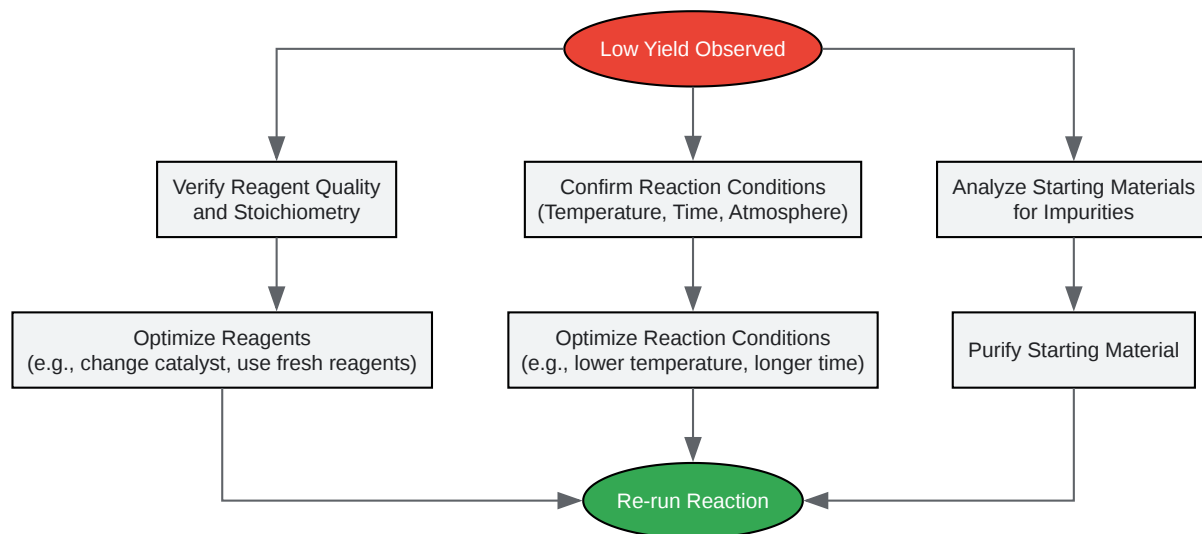 Low Yield Observed
Verify Reagent Quality
and Stoichiometry
Confirm Reaction Conditions
(Temperature, Time, Atmosphere)
Analyze Starting Materials
for Impurities
Optimize Reagents
(e.g., change catalyst, use fresh reagents)
Optimize Reaction Conditions
(e.g., lower temperature, longer time)
Purify Starting Material
Re-run Reaction